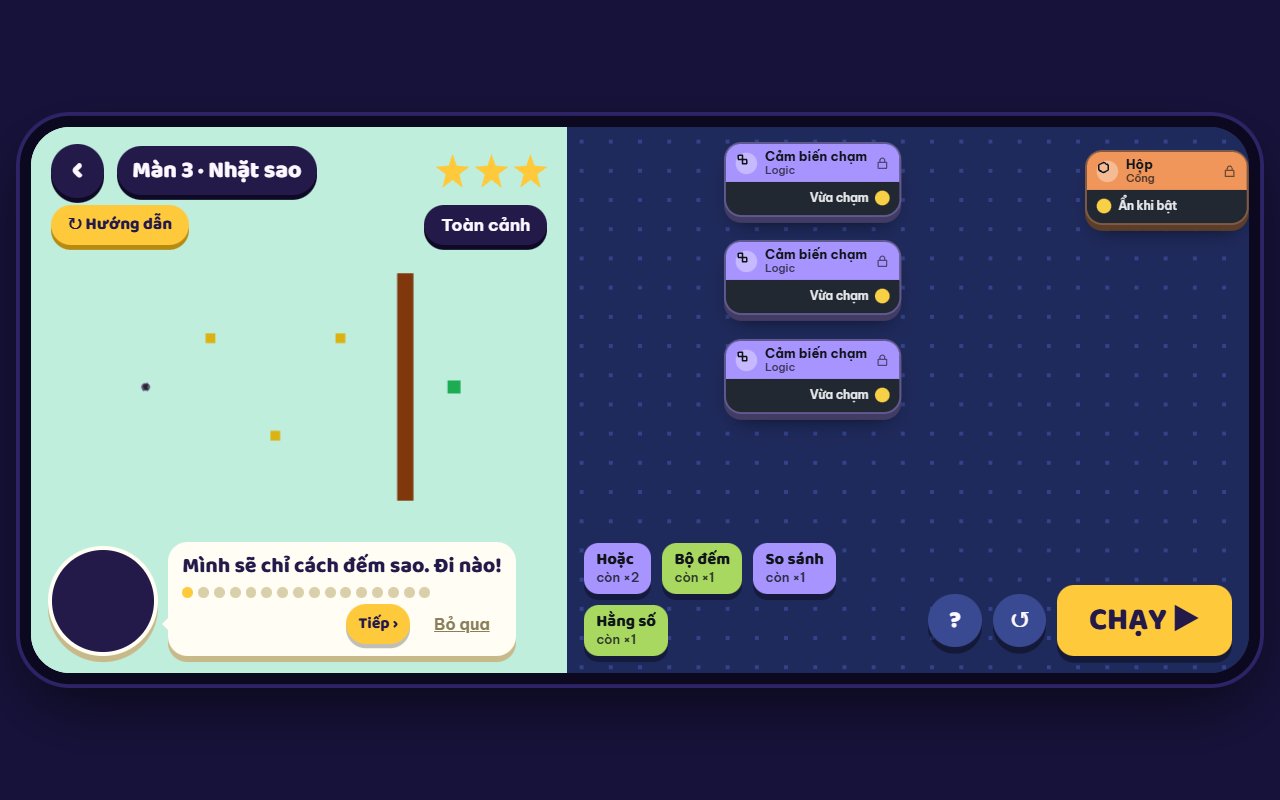 Màn 3 · Nhặt sao
↻ Hướng dẫn
Toàn cảnh
Mình sẽ chỉ cách đếm sao. Đi nào!
Tiếp ›
Bỏ qua
Cảm biến chạm
Logic
Vừa chạm
Cảm biến chạm
Logic
Vừa chạm
Cảm biến chạm
Logic
Vừa chạm
Hộp
Cổng
Ẩn khi bật
Hoặc
còn ×2
Bộ đếm
còn ×1
So sánh
còn ×1
Hằng số
còn ×1
?
↺
CHẠY ▶